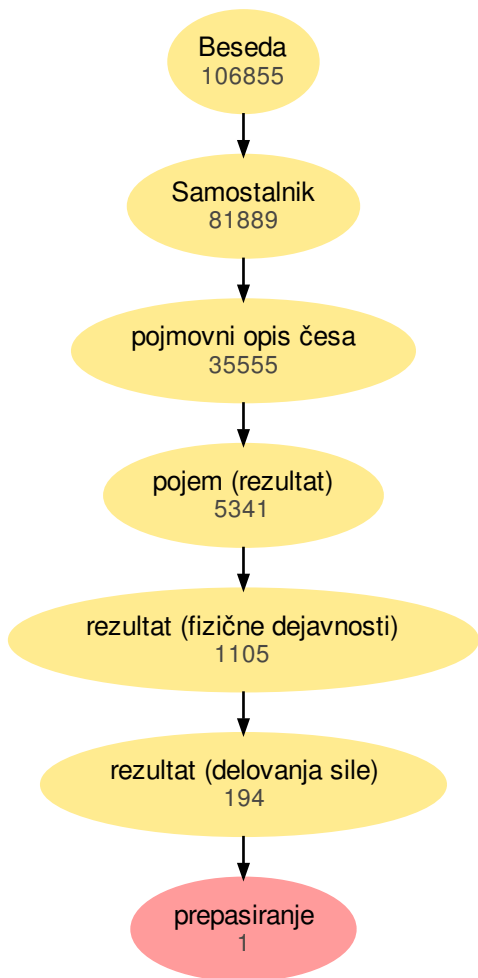 Beseda
106855
Samostalnik
81889
pojmovni opis česa
35555
pojem (rezultat)
5341
rezultat (fizične dejavnosti)
1105
rezultat (delovanja sile)
194
prepasiranje
1